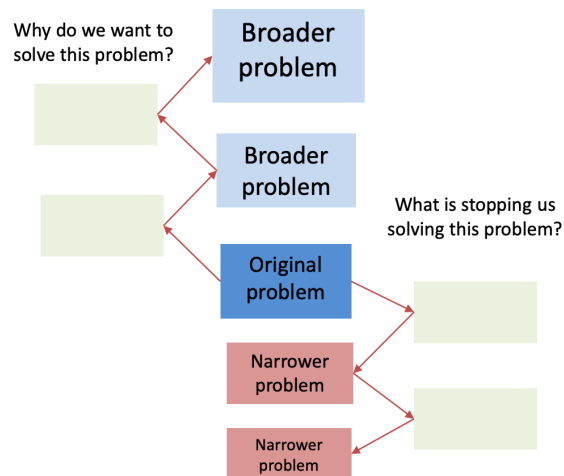 Why do we want to
solve this problem?
Broader
problem
Broader
problem
What is stopping us
solving this problem?
Original
problem
Narrower
problem
Narrower
problem